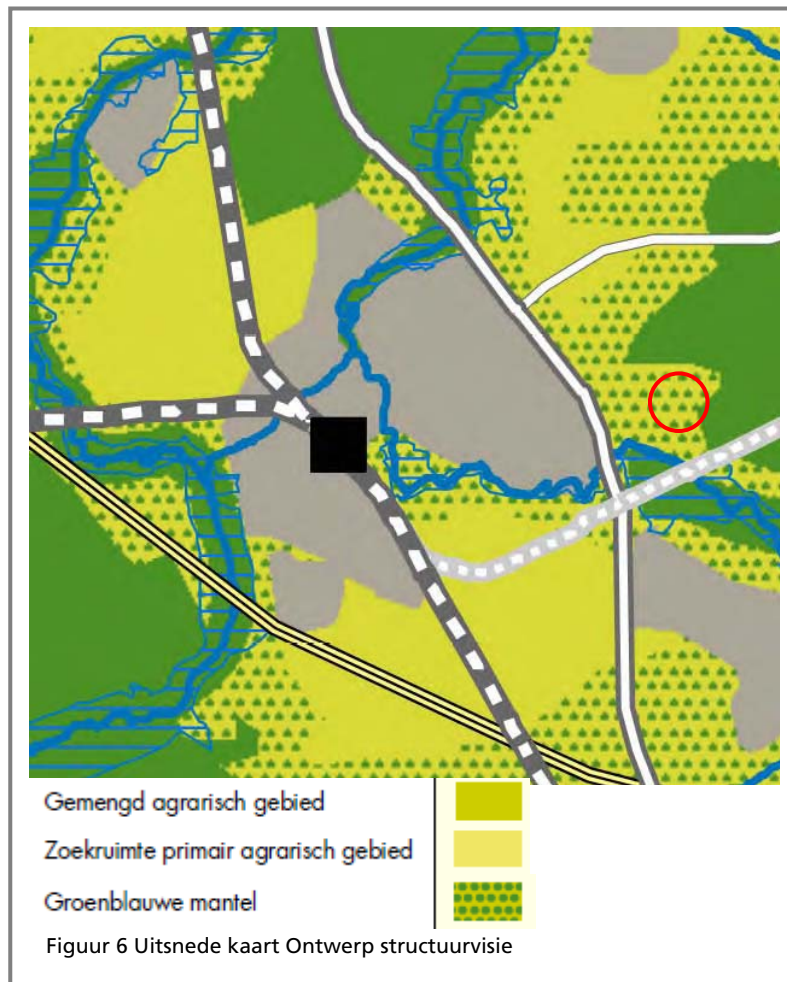 Gemengd agrarisch gebied
Zoekruimte primair agrarisch gebied
Groenblauwe mantel
Figuur 6 Uitsnede kaart Ontwerp structuurvisie